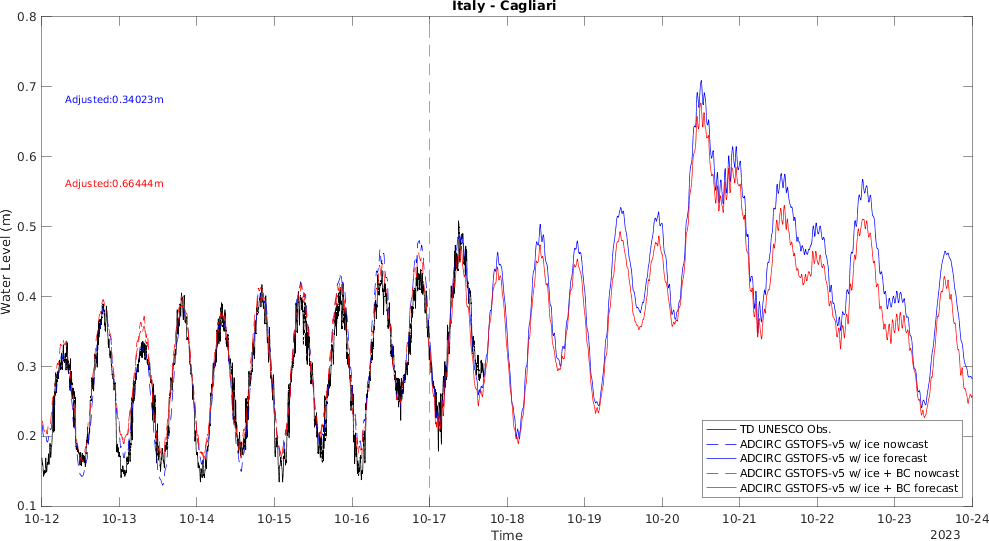 Italy - Cagliari
0.8
0.7
0.6
0.5
0.4
0.3
0.2
0.1
Water Level (m)
Adjusted:0.34023m
Adjusted:0.66444m
TD UNESCO Obs.
ADCIRC GSTOFS-v5 w/ ice nowcast
ADCIRC GSTOFS-v5 w/ ice forecast
ADCIRC GSTOFS-v5 w/ ice + BC nowcast
ADCIRC GSTOFS-v5 w/ ice + BC forecast
10-12 10-13 10-14 10-15 10-16 10-17 10-18 10-19 10-20 10-21 10-22 10-23 10-24
Time
2023